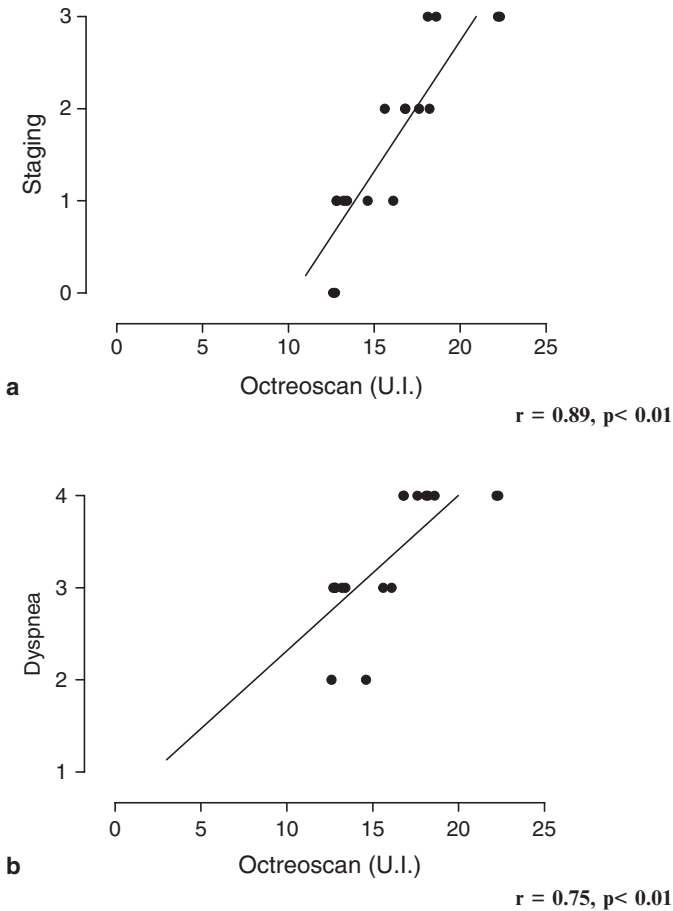 3
2
1
0
Staging
0 5 10 15 20 25
Octreoscan (U.I.)
a
r = 0.89, p< 0.01
4
3
2
1
Dyspnea
0 5 10 15 20 25
Octreoscan (U.I.)
b
r = 0.75, p< 0.01